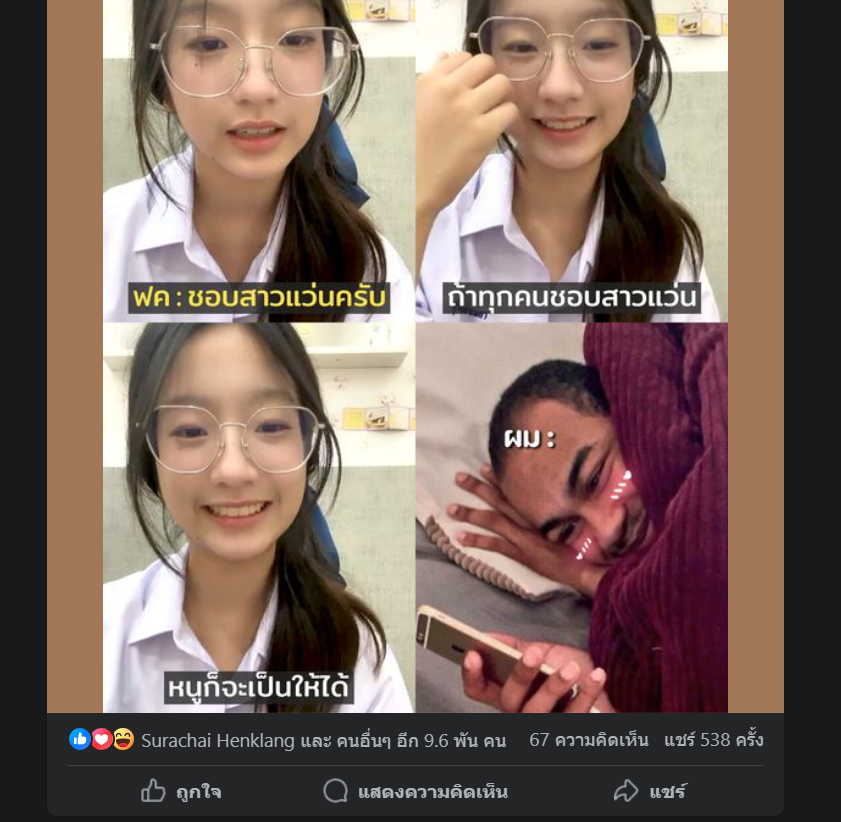 ฟค : ชอบสาวแว่นครับ
ถ้าทุกคนชอบสาวแว่น
หนูก็จะเป็นให้ได้
ผม :
Surachai Henklang และ คนอื่นๆ อีก 9.6 พัน คน 67 ความคิดเห็น แชร์ 538 ครั้ง
ถูกใจ แสดงความคิดเห็น แชร์